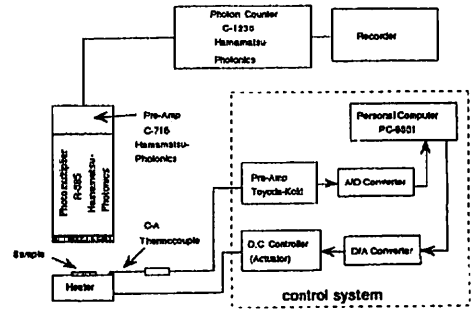 Photon Counter
C-1230
Hamamatsu-
Photonics
Recorder
Pre-Amp
C-716
Hamamatsu-
Photonics
Photomultiplier
R-585
Hamamatsu-
Photonics
Personal Computer
PC-9801
Pre-Amp
Toyoda-Koki
A/D Converter
C-A
Thermocouple
D.C Controller
(Actuator)
D/A Converter
Sample
Heater
control system